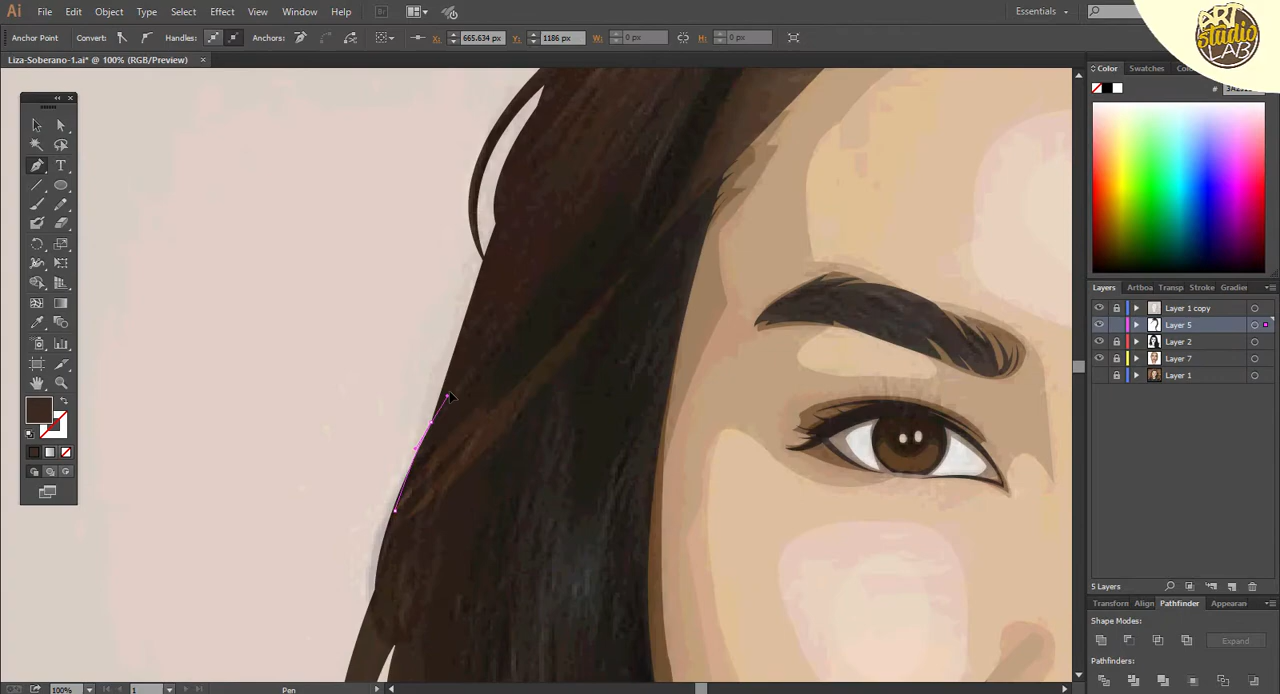 Ai File Edit Object Type Select Effect View Window Help Br Essentials
Anchor Point Convert: Handles: Anchors: X: 665.634 px Y: 1186 px W: 0 px H: 0 px
Liza-Soberano-1.ai* @ 100% (RGB/Preview) ×
ART
studio
LAB
Color Swatches
#
Layers Artboa Transp Stroke Gradier
Layer 1 copy
Layer 5
Layer 2
Layer 7
Layer 1
5 Layers
Transform Align Pathfinder Appearan
Shape Modes:
Expand
Pathfinders:
100% 1 Pen